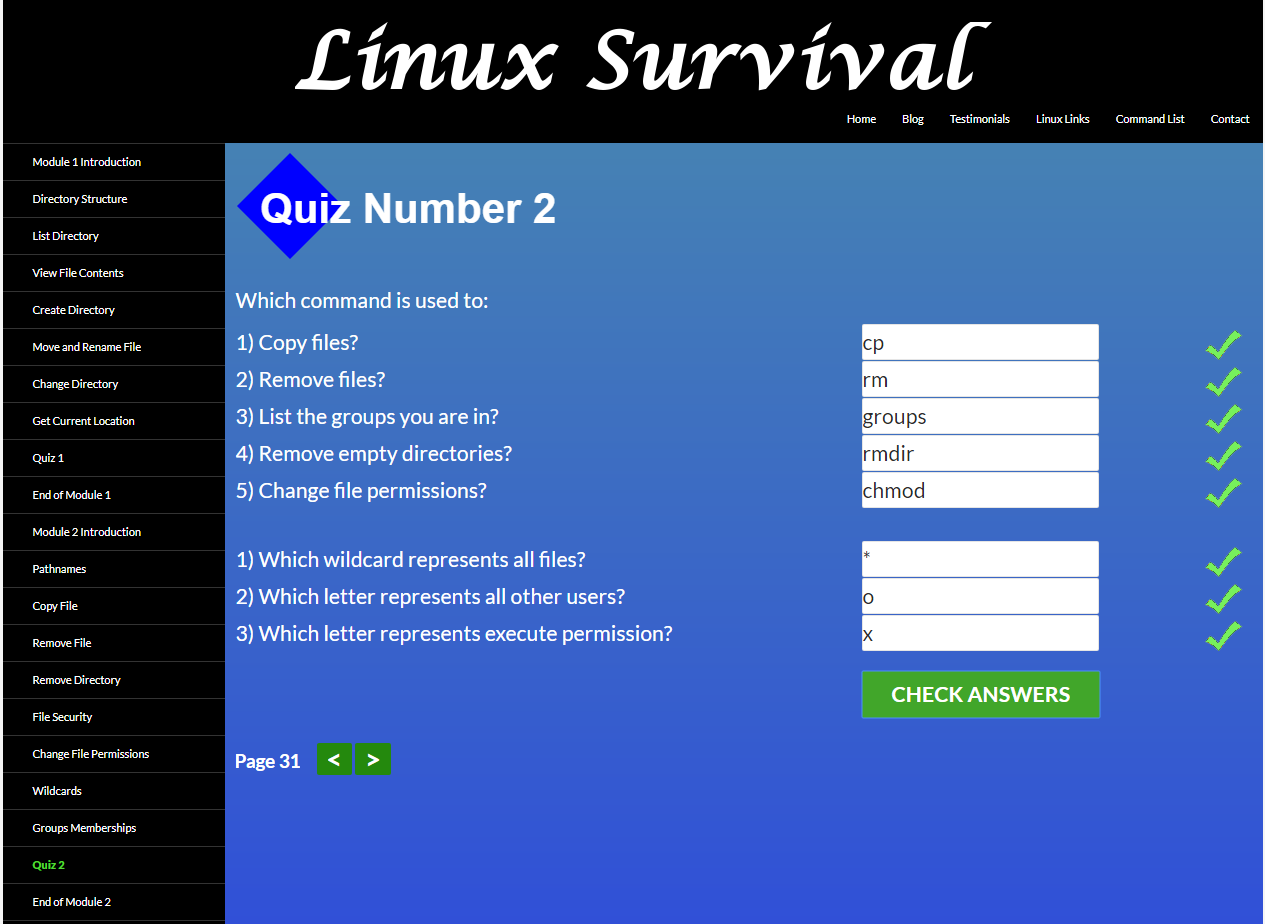 Linux Survival
Home Blog Testimonials Linux Links Command List Contact
Module 1 Introduction
Directory Structure
List Directory
View File Contents
Create Directory
Move and Rename File
Change Directory
Get Current Location
Quiz 1
End of Module 1
Module 2 Introduction
Pathnames
Copy File
Remove File
Remove Directory
File Security
Change File Permissions
Wildcards
Groups Memberships
Quiz 2
End of Module 2
Quiz Number 2
Which command is used to:
1) Copy files? cp
2) Remove files? rm
3) List the groups you are in? groups
4) Remove empty directories? rmdir
5) Change file permissions? chmod
1) Which wildcard represents all files? *
2) Which letter represents all other users? o
3) Which letter represents execute permission? x
CHECK ANSWERS
Page 31 < >